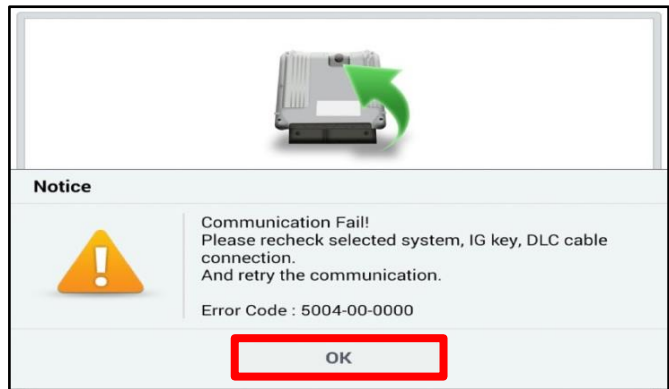 Notice
Communication Fail!
Please recheck selected system, IG key, DLC cable
connection.
And retry the communication.
Error Code : 5004-00-0000
OK